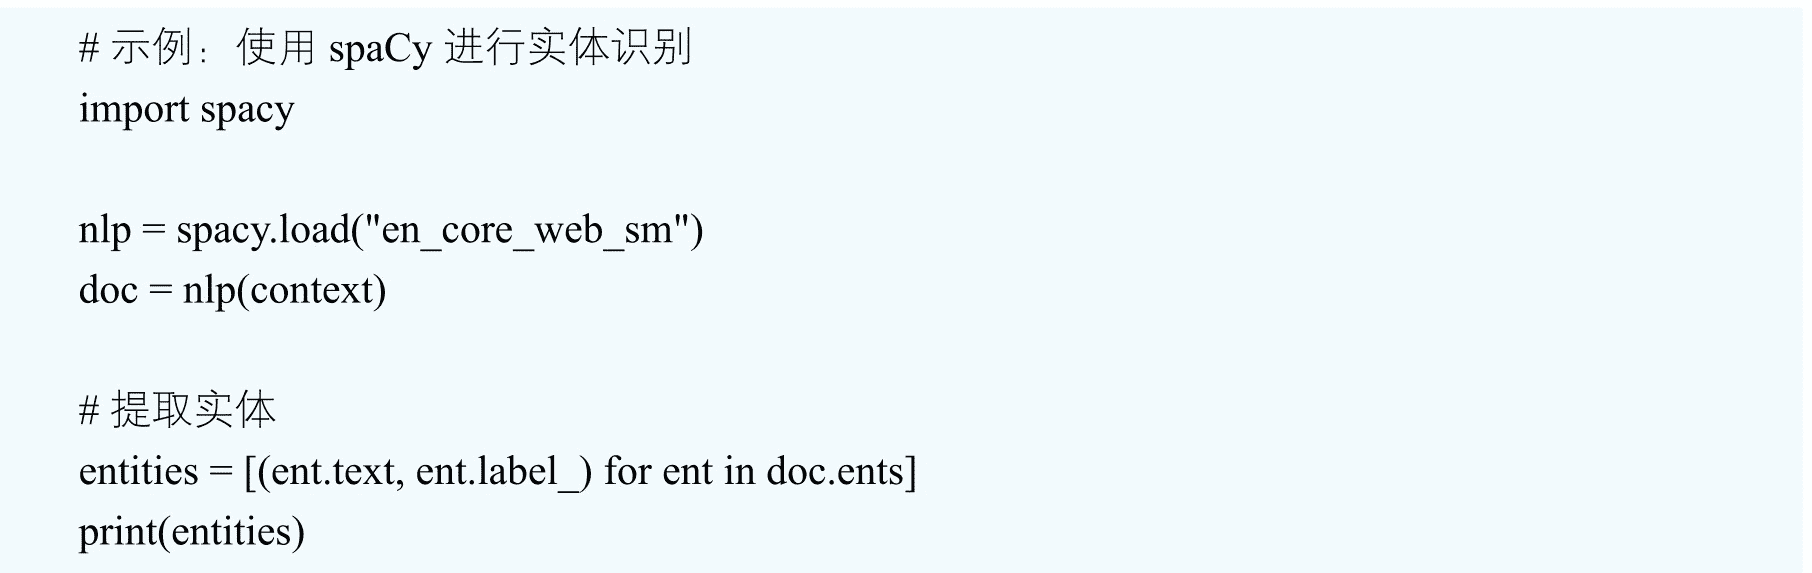 # 示例：使用 spaCy 进行实体识别
import spacy
nlp = spacy.load("en_core_web_sm")
doc = nlp(context)
# 提取实体
entities = [(ent.text, ent.label_) for ent in doc.ents]
print(entities)